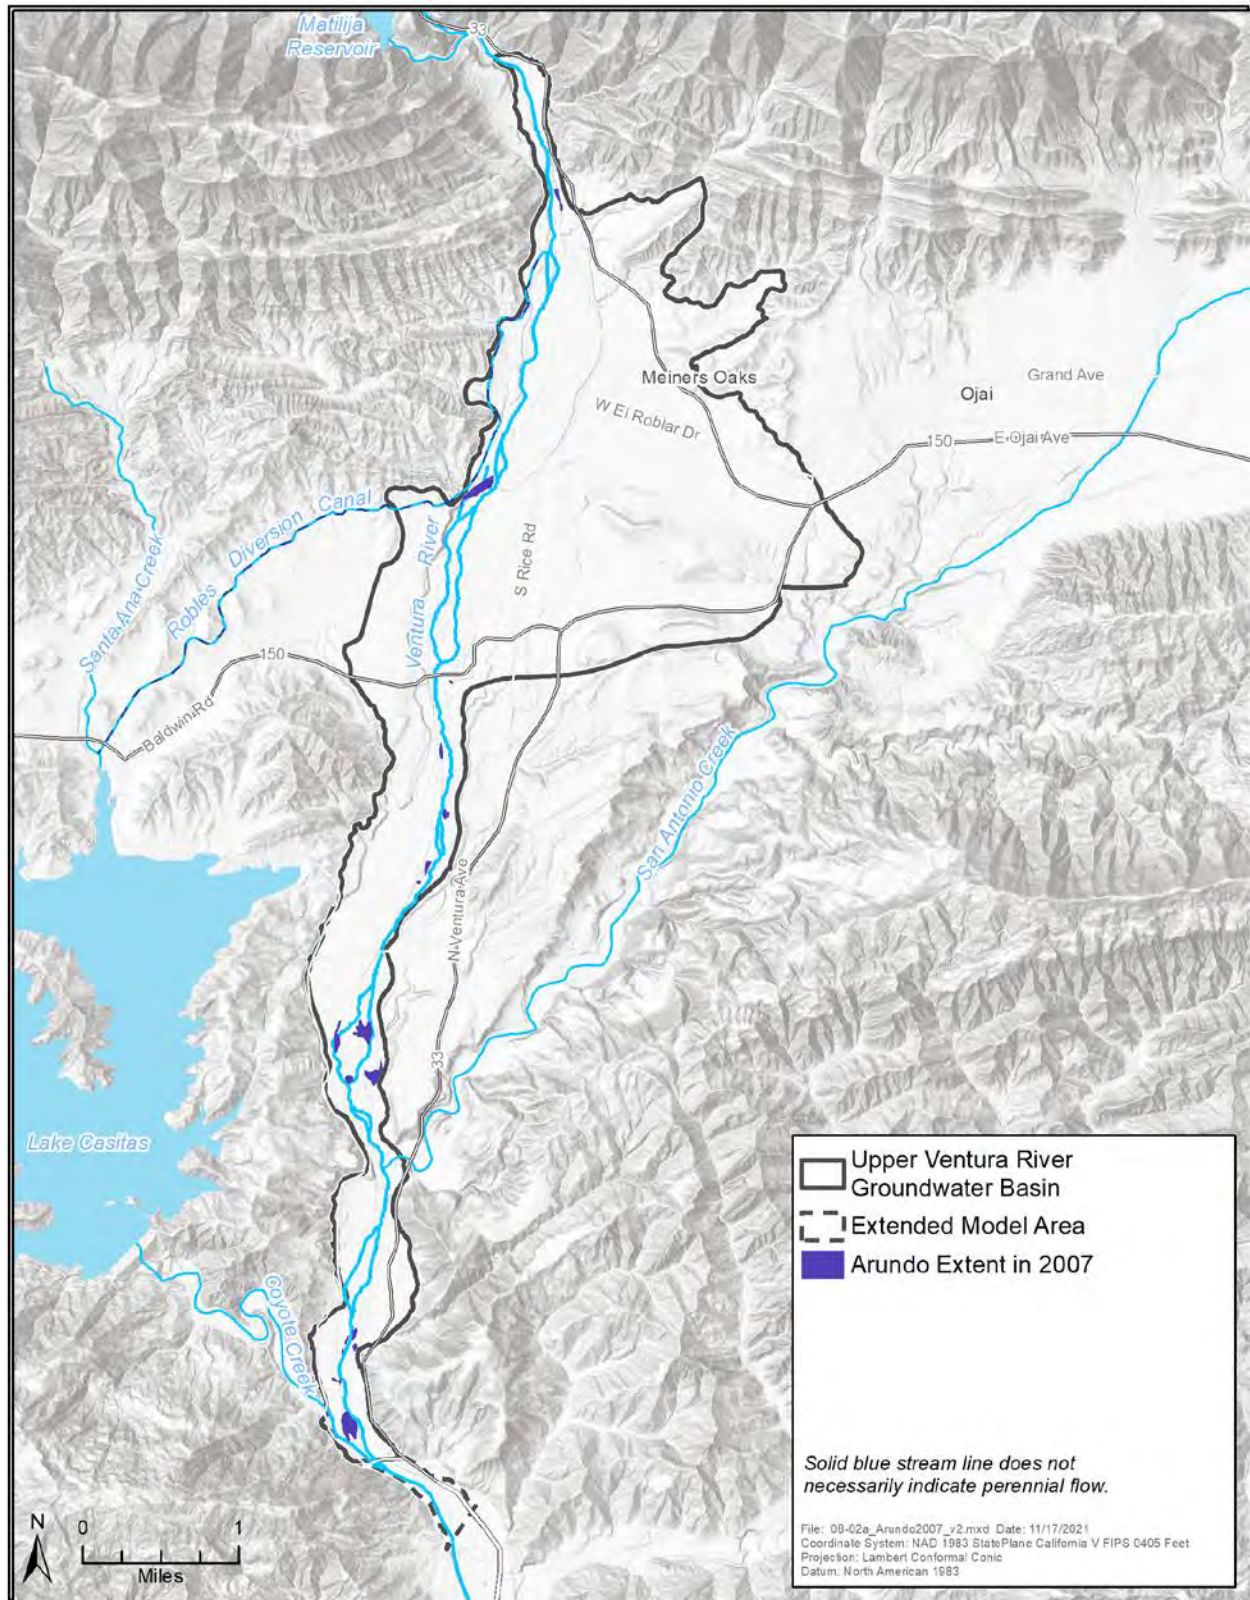 Matilija
Reservoir
33
Meiners Oaks
Ojai
Grand Ave
W El Roblar Dr
150
E Ojai Ave
Robles Diversion Canal
Santa Ana Creek
Ventura River
S Rice Rd
150
Baldwin Rd
San Antonio Creek
N Ventura Ave
33
Lake Casitas
Coyote Creek
Upper Ventura River
Groundwater Basin
Extended Model Area
Arundo Extent in 2007
Solid blue stream line does not
necessarily indicate perennial flow.
File: 08-02a_Arundo2007_v2.mxd Date: 11/17/2021
Coordinate System: NAD 1983 StatePlane California V FIPS 0405 Feet
Projection: Lambert Conformal Conic
Datum: North American 1983
N
0 1
Miles